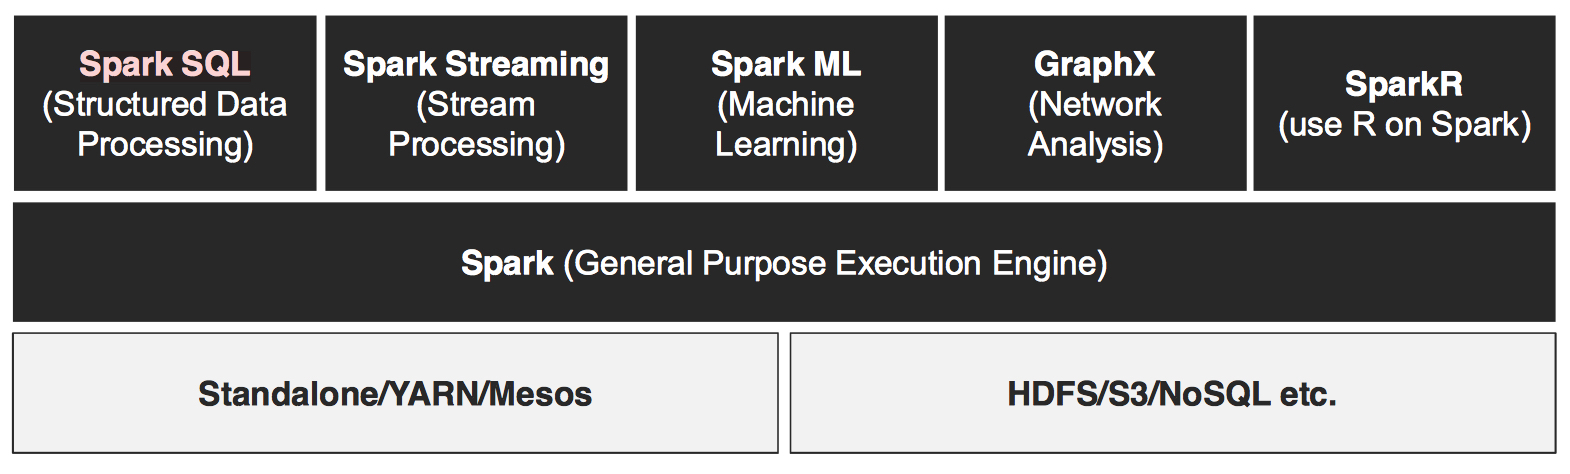 Spark SQL
(Structured Data
Processing)
Spark Streaming
(Stream
Processing)
Spark ML
(Machine
Learning)
GraphX
(Network
Analysis)
SparkR
(use R on Spark)
Spark (General Purpose Execution Engine)
Standalone/YARN/Mesos
HDFS/S3/NoSQL etc.